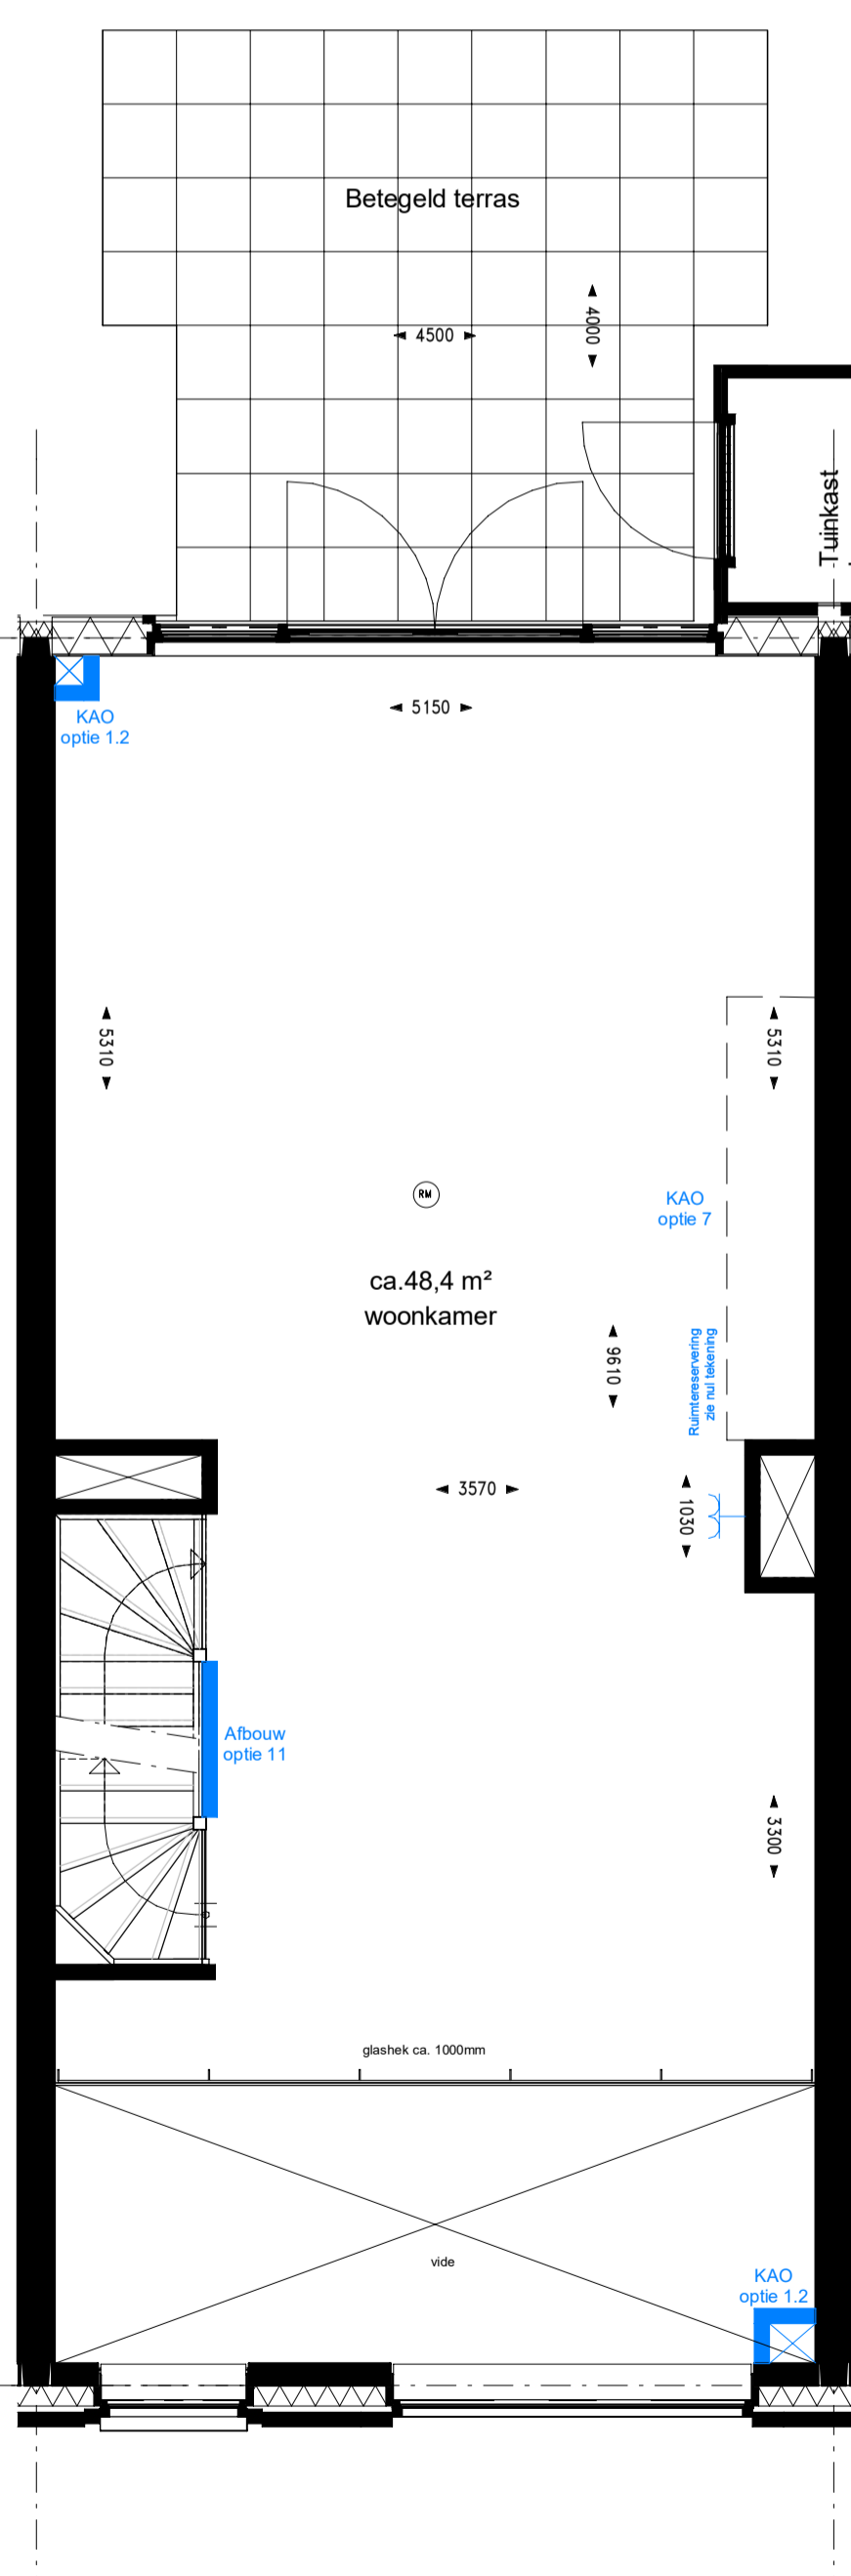 Betegeld terras
4000
4500
Tuinkast
5150
KAO
optie 1.2
5310
5310
RM
KAO
optie 7
ca.48,4 m²
woonkamer
9610
Ruimtereservering
zie nul tekening
3570
1030
Afbouw
optie 11
3300
glashek ca. 1000mm
vide
KAO
optie 1.2